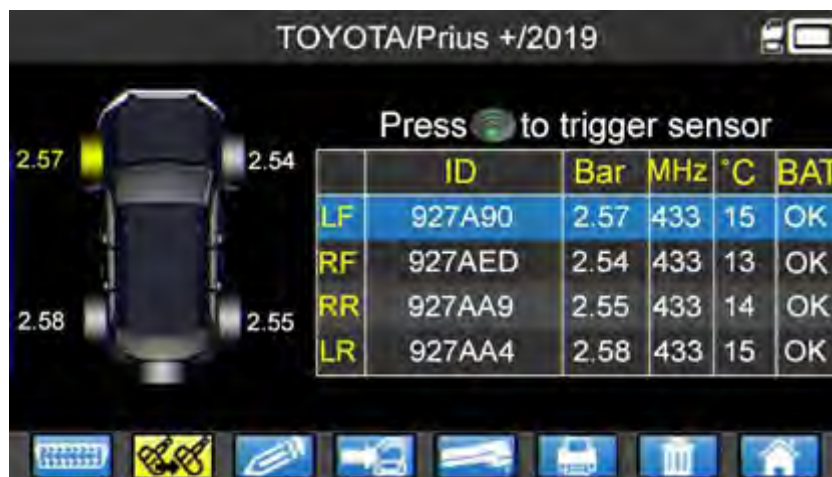 TOYOTA/Prius +/2019
Press to trigger sensor
2.57 2.54
2.58 2.55
ID Bar MHz °C BAT
LF 927A90 2.57 433 15 OK
RF 927AED 2.54 433 13 OK
RR 927AA9 2.55 433 14 OK
LR 927AA4 2.58 433 15 OK